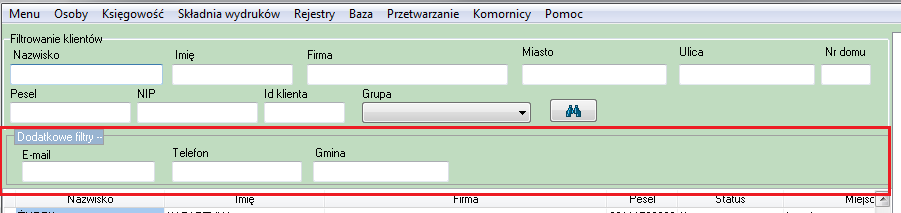 Menu Osoby Księgowość Składnia wydruków Rejestry Baza Przetwarzanie Komornicy Pomoc
Filtrowanie klientów
Nazwisko Imię Firma Miasto Ulica Nr domu
Pesel NIP Id klienta Grupa
Dodatkowe filtry --
E-mail Telefon Gmina
Nazwisko Imię Firma Pesel Status Miejsc